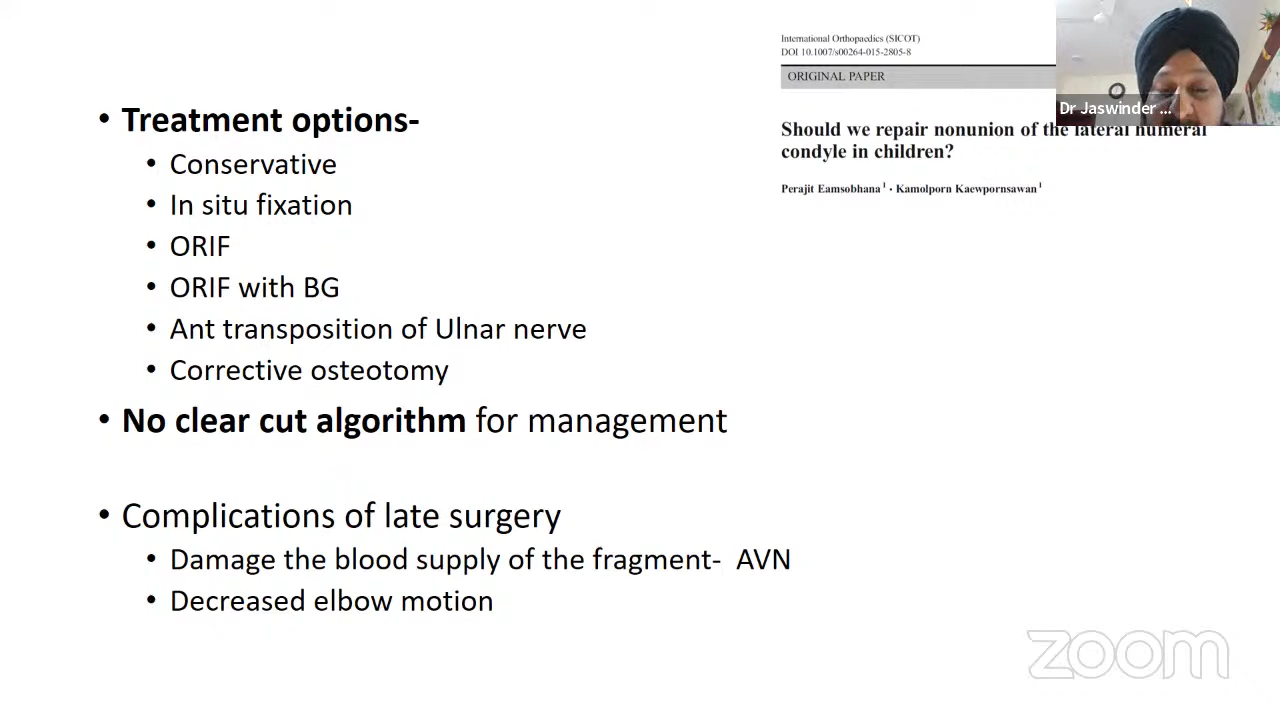 International Orthopaedics (SICOT)
DOI 10.1007/s00264-015-2805-8
ORIGINAL PAPER
Dr Jaswinder ...
Should we repair nonunion of the lateral humeral
condyle in children?
Perajit Eamsobhana 1 · Kamolporn Kaewpornsawan 1
• Treatment options-
• Conservative
• In situ fixation
• ORIF
• ORIF with BG
• Ant transposition of Ulnar nerve
• Corrective osteotomy
• No clear cut algorithm for management
• Complications of late surgery
• Damage the blood supply of the fragment- AVN
• Decreased elbow motion
zoom